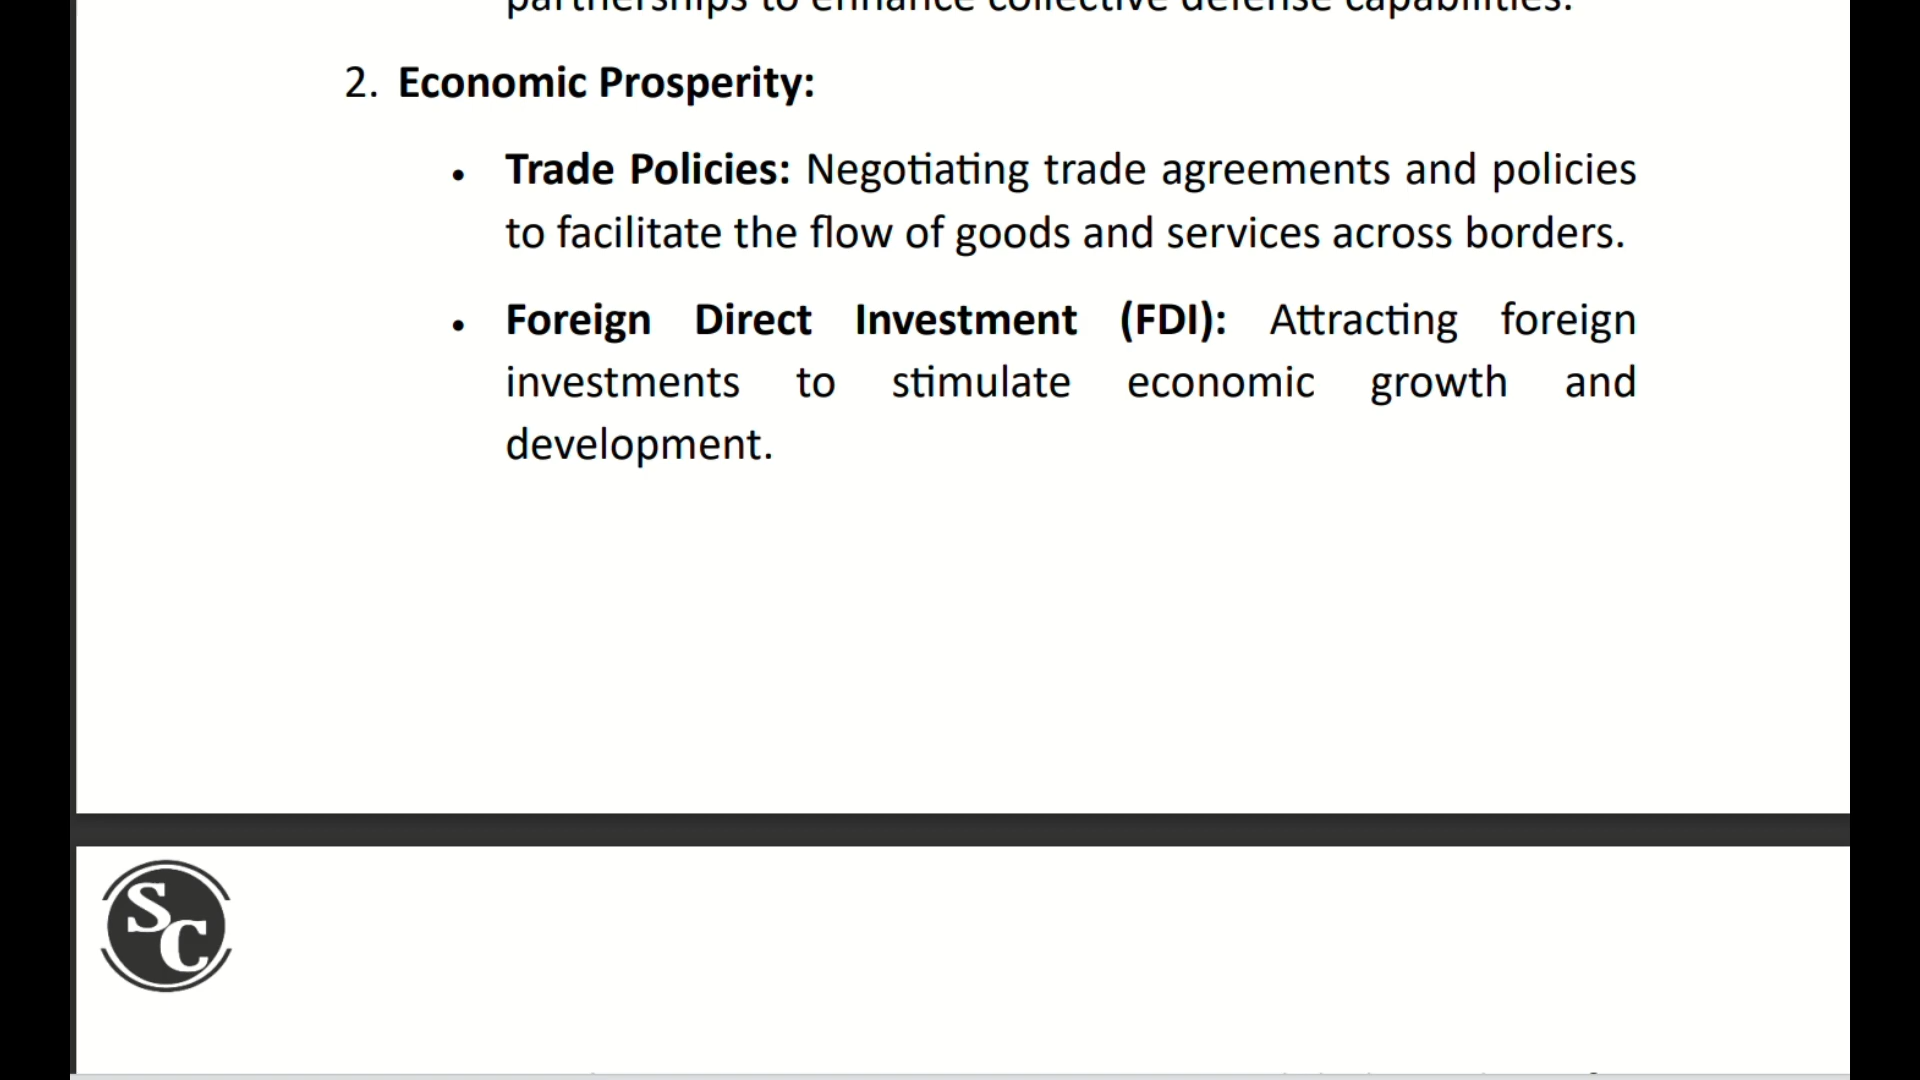 partnerships to enhance collective defense capabilities.
2. Economic Prosperity:
• Trade Policies: Negotiating trade agreements and policies
to facilitate the flow of goods and services across borders.
• Foreign Direct Investment (FDI): Attracting foreign
investments to stimulate economic growth and
development.
SC